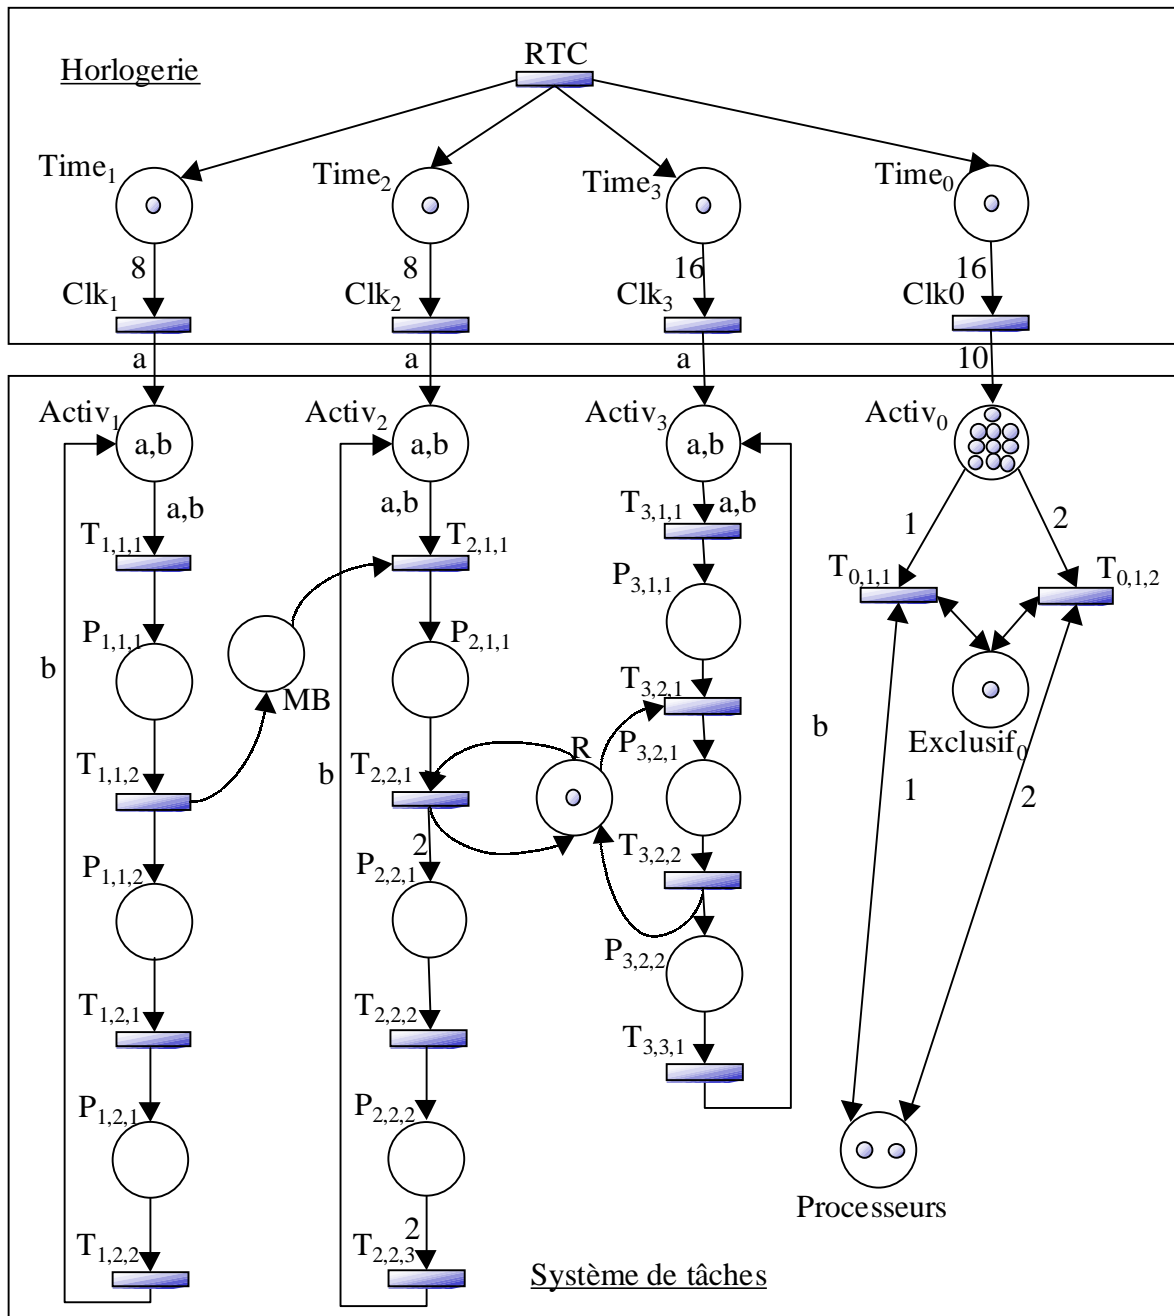 RTC
Horlogerie
Time₁
Time₂
Time₃
Time₀
8
8
16
16
Clk₁
Clk₂
Clk₃
Clk0
a
a
a
10
Activ₁
Activ₂
Activ₃
Activ₀
a,b
a,b
a,b
a,b
a,b
a,b
1
2
T₁,₁,₁
T₂,₁,₁
T₃,₁,₁
T₀,₁,₁
T₀,₁,₂
P₁,₁,₁
P₂,₁,₁
P₃,₁,₁
b
MB
T₃,₂,₁
Exclusif₀
T₁,₁,₂
b
T₂,₂,₁
R
P₃,₂,₁
b
1
2
2
P₁,₁,₂
P₂,₂,₁
T₃,₂,₂
P₃,₂,₂
T₁,₂,₁
T₂,₂,₂
T₃,₃,₁
P₁,₂,₁
P₂,₂,₂
Processeurs
2
T₁,₂,₂
T₂,₂,₃
Système de tâches